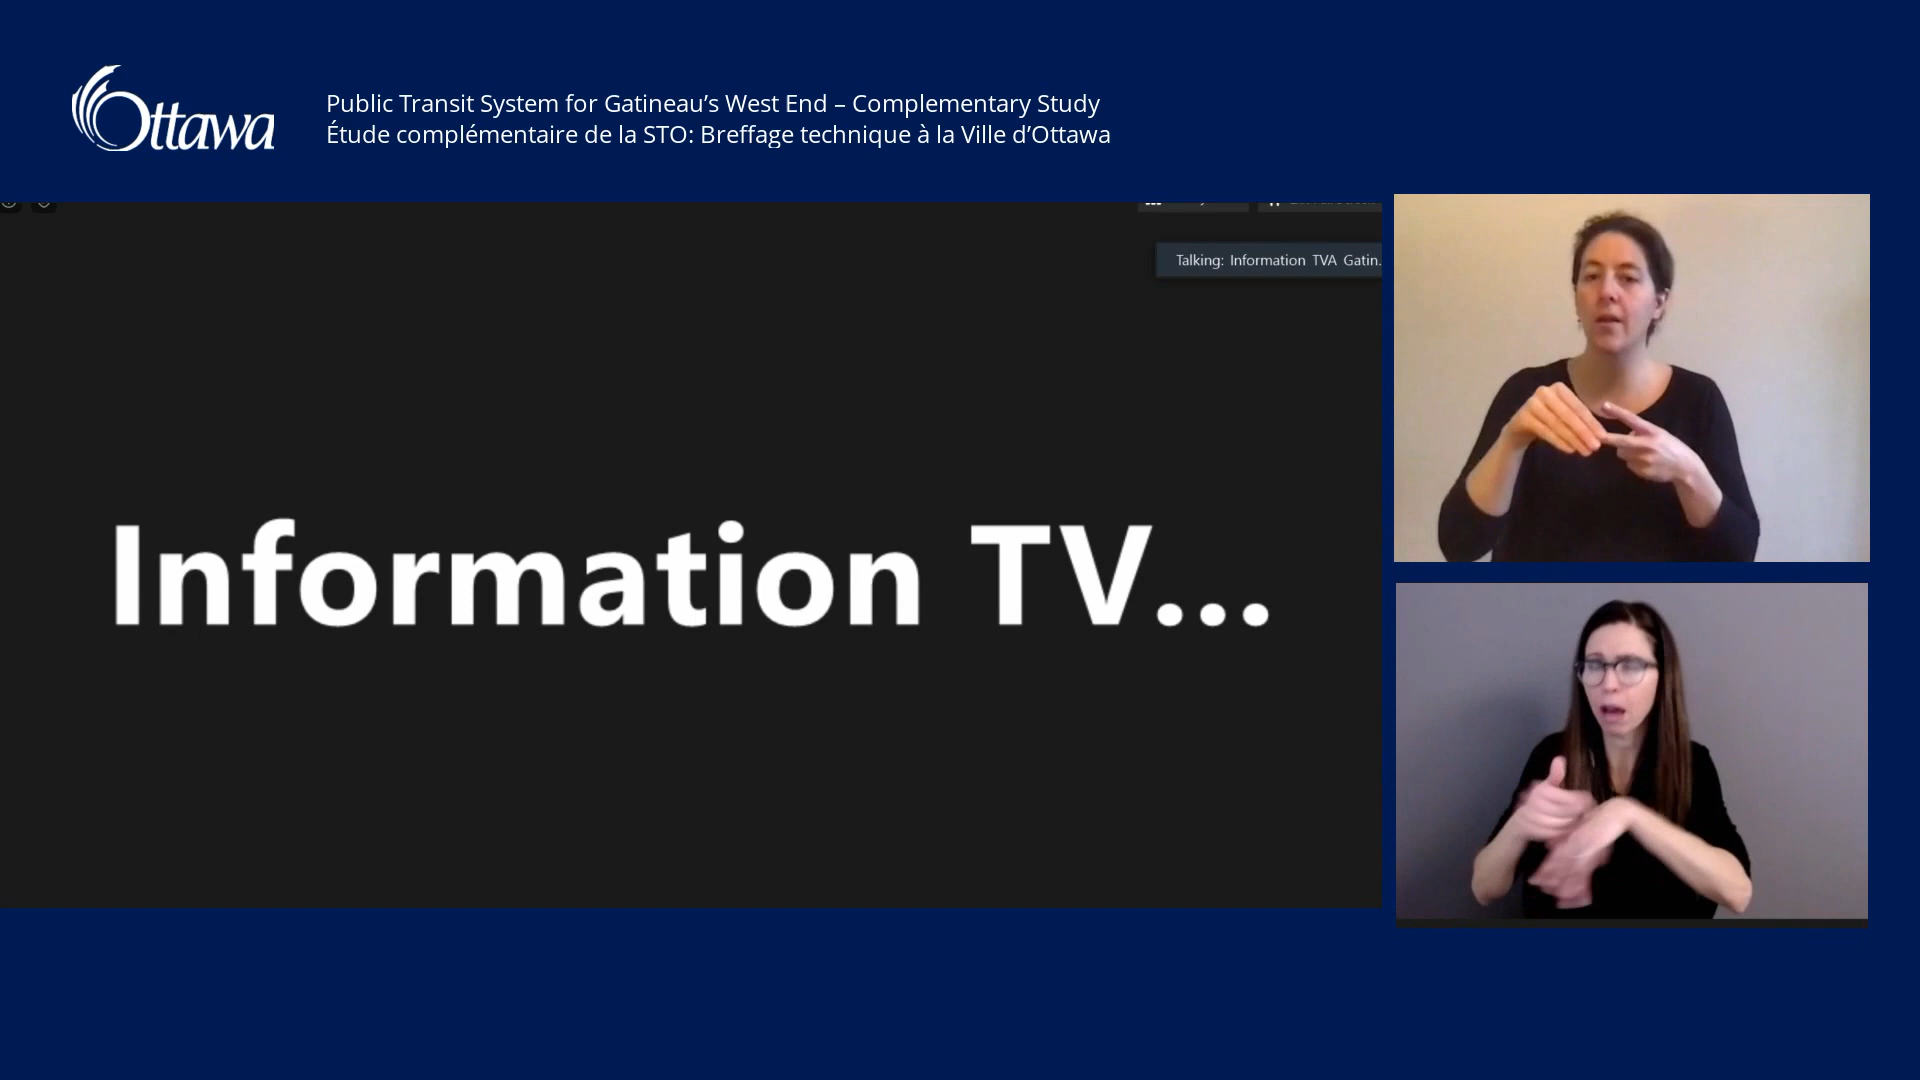 Ottawa
Public Transit System for Gatineau’s West End – Complementary Study
Étude complémentaire de la STO: Breffage technique à la Ville d’Ottawa
Talking: Information TVA Gatin.
Information TV...